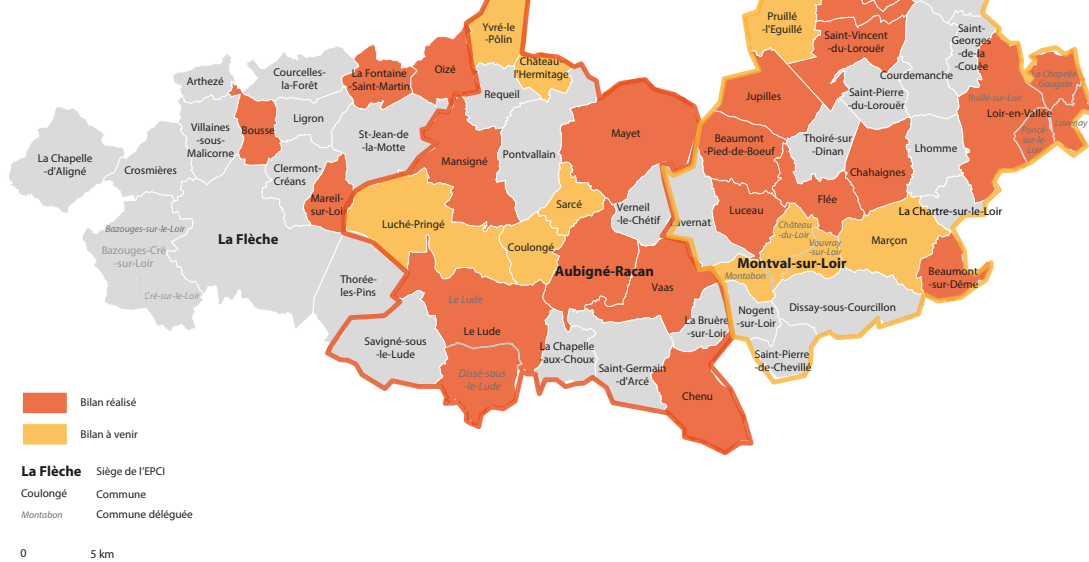 Pruillé
-l'Eguillé
Yvré-le
-Pôlin
Saint-Vincent
-du-Lorouër
Saint-
Georges
-de-la
-Couée
Château
-l'Hermitage
Oizé
La Fontaine
-Saint-Martin
Courcelles-
la-Forêt
Arthezé
Requeil
Courdemanche
La Chapelle
Gaugain
Jupilles
Saint-Pierre
-du-Lorouër
Ruillé-sur-Loir
Loir-en-Vallée
Lavenay
Poncé-
sur-le-
Loir
Ligron
Bousse
Villaines
-sous-
Malicorne
St-Jean-de
-la-Motte
Mayet
Beaumont
-Pied-de-Boeuf
Thoiré-sur
-Dinan
Lhomme
Mansigné
Pontvallain
La Chapelle
-d'Aligné
Crosmières
Clermont-
Créans
Chahaignes
Mareil-
sur-Loir
Sarcé
Verneil
-le-Chétif
Lavernat
Luceau
Flée
La Chartre-sur-le-Loir
Luché-Pringé
Château
-du-Loir
Vouvray
-sur-Loir
Marçon
Bazouges-sur-le-Loir
Bazouges-Cré
-sur-Loir
La Flèche
Coulongé
Aubigné-Racan
Montval-sur-Loir
Montabon
Beaumont
-sur-Dême
Thorée-
les-Pins
Cré-sur-le-Loir
Vaas
Le Lude
Dissay-sous-Courcillon
Nogent
-sur-Loir
La Bruère
-sur-Loir
Le Lude
Savigné-sous
-le-Lude
La Chapelle
-aux-Choux
Saint-Pierre
-de-Chevillé
Saint-Germain
-d'Arcé
Dissé-sous
-le-Lude
Chenu
Bilan réalisé
Bilan à venir
La Flèche Siège de l'EPCI
Coulongé Commune
Montabon Commune déléguée
0 5 km